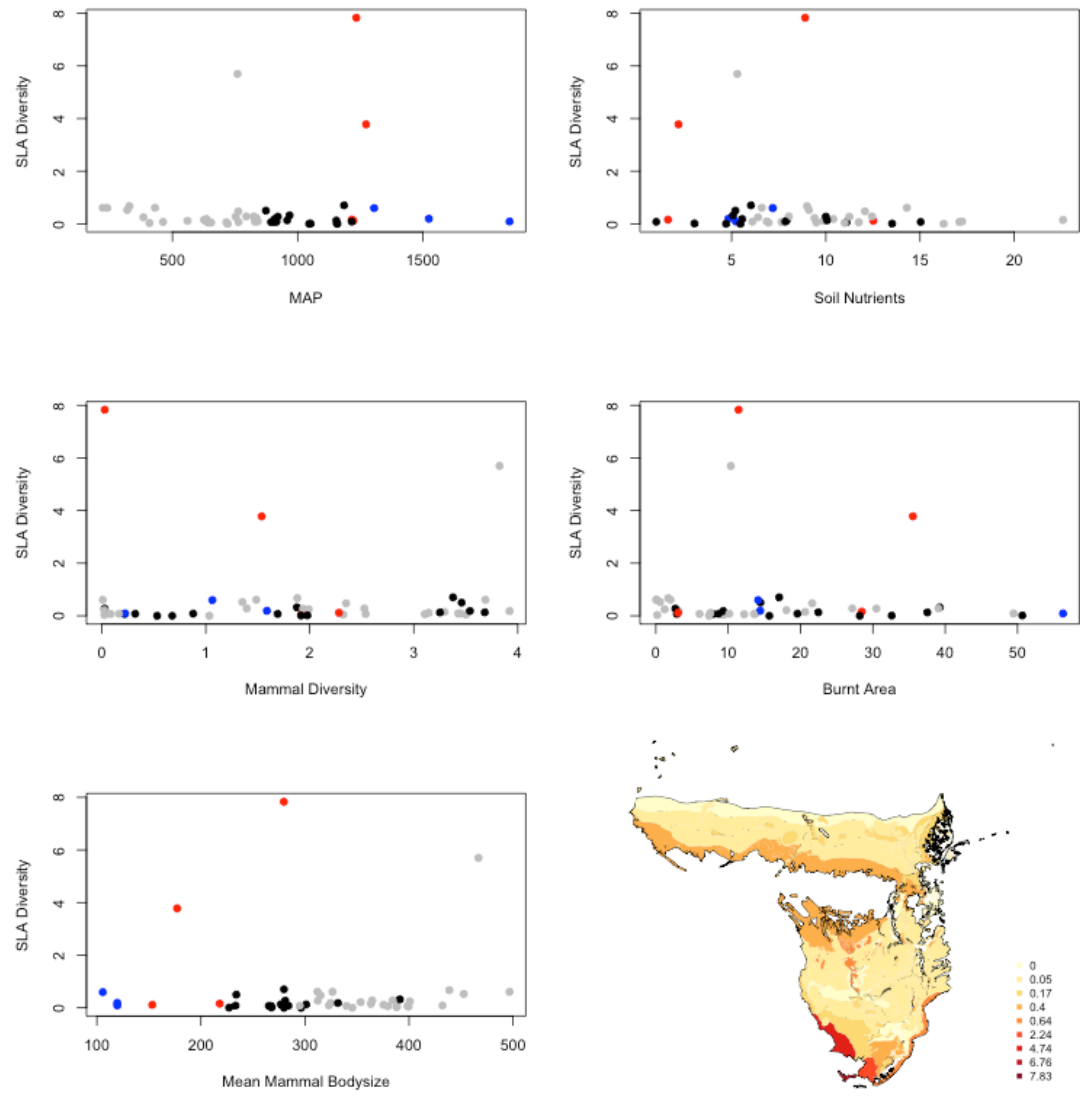 SLA Diversity
0 2 4 6 8
500 1000 1500
MAP
SLA Diversity
0 2 4 6 8
5 10 15 20
Soil Nutrients
SLA Diversity
0 2 4 6 8
0 1 2 3 4
Mammal Diversity
SLA Diversity
0 2 4 6 8
0 10 20 30 40 50
Burnt Area
SLA Diversity
0 2 4 6 8
100 200 300 400 500
Mean Mammal Bodysize
0
0.05
0.17
0.4
0.64
2.24
4.74
6.76
7.83